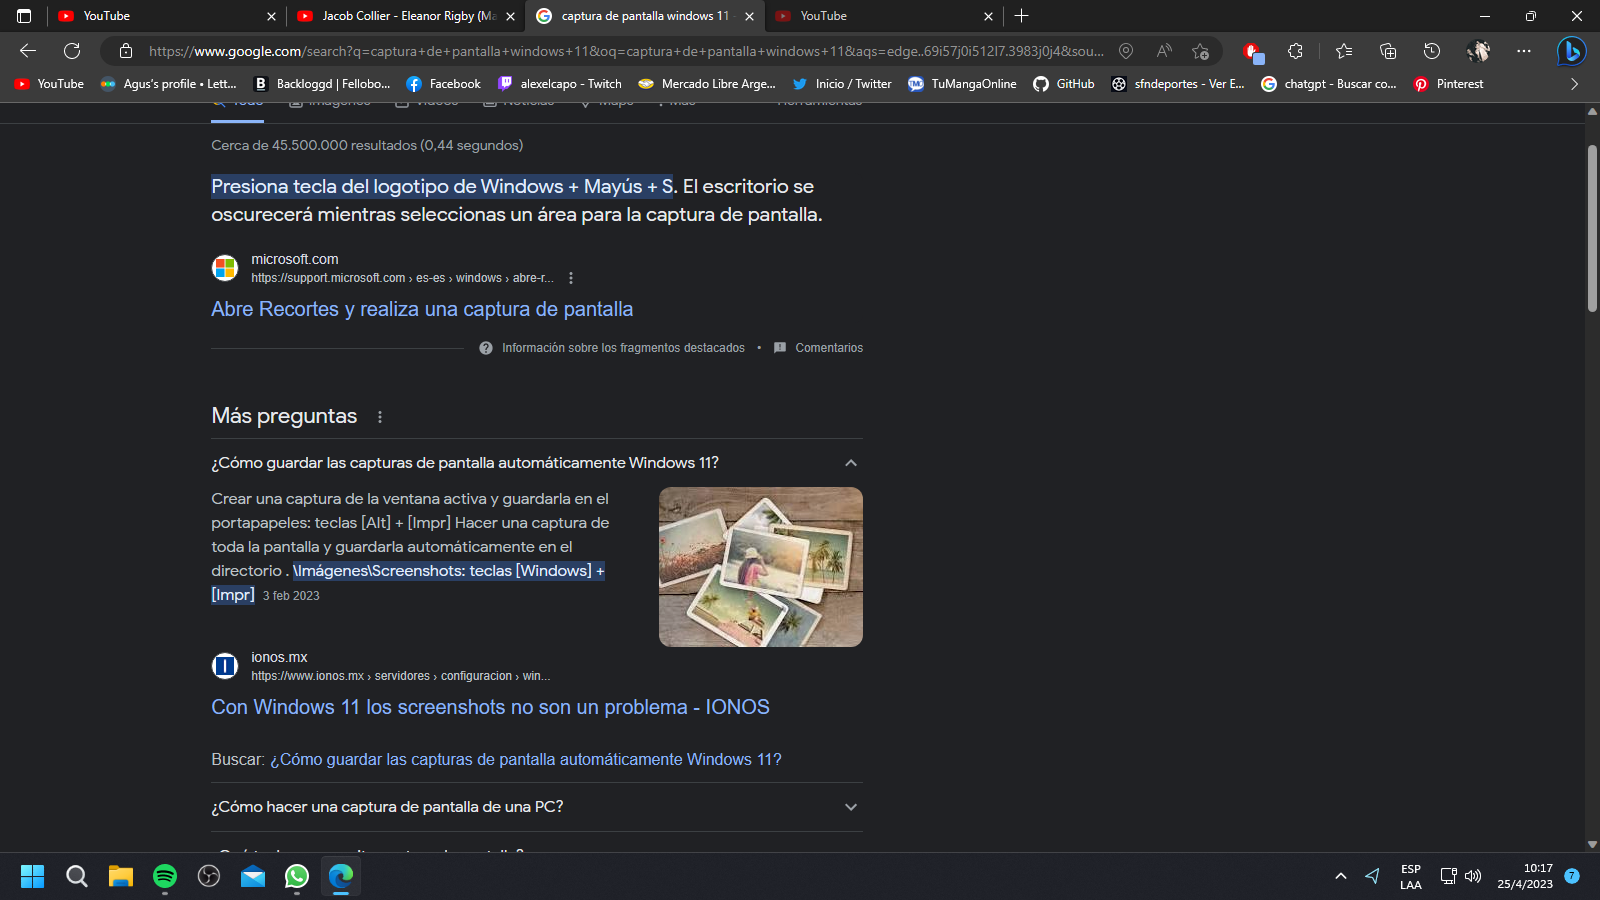 YouTube
Jacob Collier - Eleanor Rigby (Ma
captura de pantalla windows 11 -
YouTube
https://www.google.com/search?q=captura+de+pantalla+windows+11&oq=captura+de+pantalla+windows+11&aqs=edge..69i57j0i512l7.3983j0j4&sou...
YouTube
Agus's profile • Lett...
Backloggd | Fellobo...
Facebook
alexelcapo - Twitch
Mercado Libre Arge...
Inicio / Twitter
TuMangaOnline
GitHub
sfndeportes - Ver E...
chatgpt - Buscar co...
Pinterest
Cerca de 45.500.000 resultados (0,44 segundos)
Presiona tecla del logotipo de Windows + Mayús + S. El escritorio se
oscurecerá mientras seleccionas un área para la captura de pantalla.
microsoft.com
https://support.microsoft.com › es-es › windows › abre-r...
Abre Recortes y realiza una captura de pantalla
Información sobre los fragmentos destacados • Comentarios
Más preguntas
¿Cómo guardar las capturas de pantalla automáticamente Windows 11?
Crear una captura de la ventana activa y guardarla en el
portapapeles: teclas [Alt] + [Impr] Hacer una captura de
toda la pantalla y guardarla automáticamente en el
directorio . \Imágenes\Screenshots: teclas [Windows] +
[Impr] 3 feb 2023
ionos.mx
https://www.ionos.mx › servidores › configuracion › win...
Con Windows 11 los screenshots no son un problema - IONOS
Buscar: ¿Cómo guardar las capturas de pantalla automáticamente Windows 11?
¿Cómo hacer una captura de pantalla de una PC?
ESP
LAA
10:17
25/4/2023
7